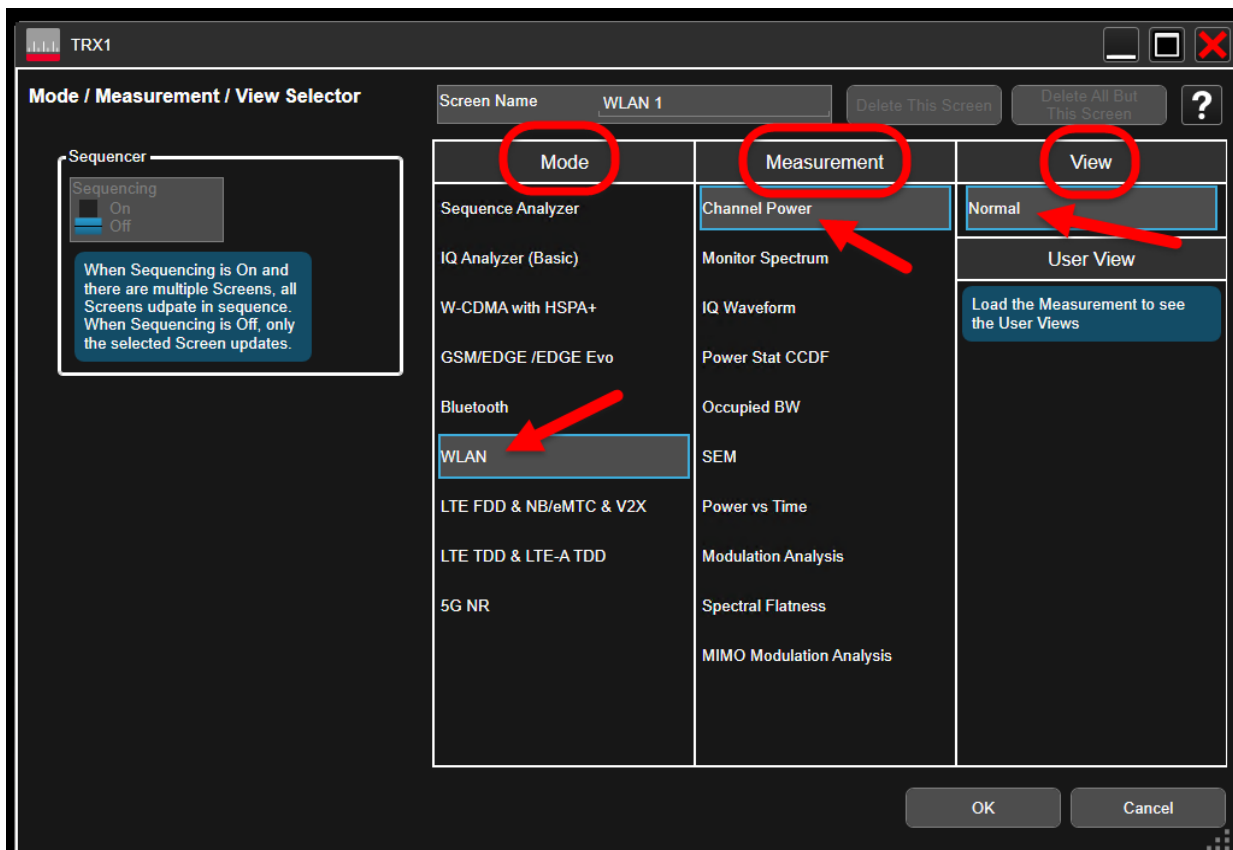 TRX1
Mode / Measurement / View Selector
Screen Name
WLAN 1
Delete This Screen
Delete All But
This Screen
?
Sequencer
Sequencing
On
Off
When Sequencing is On and
there are multiple Screens, all
Screens udpate in sequence.
When Sequencing is Off, only
the selected Screen updates.
Mode
Sequence Analyzer
IQ Analyzer (Basic)
W-CDMA with HSPA+
GSM/EDGE /EDGE Evo
Bluetooth
WLAN
LTE FDD & NB/eMTC & V2X
LTE TDD & LTE-A TDD
5G NR
Measurement
Channel Power
Monitor Spectrum
IQ Waveform
Power Stat CCDF
Occupied BW
SEM
Power vs Time
Modulation Analysis
Spectral Flatness
MIMO Modulation Analysis
View
Normal
User View
Load the Measurement to see
the User Views
OK
Cancel